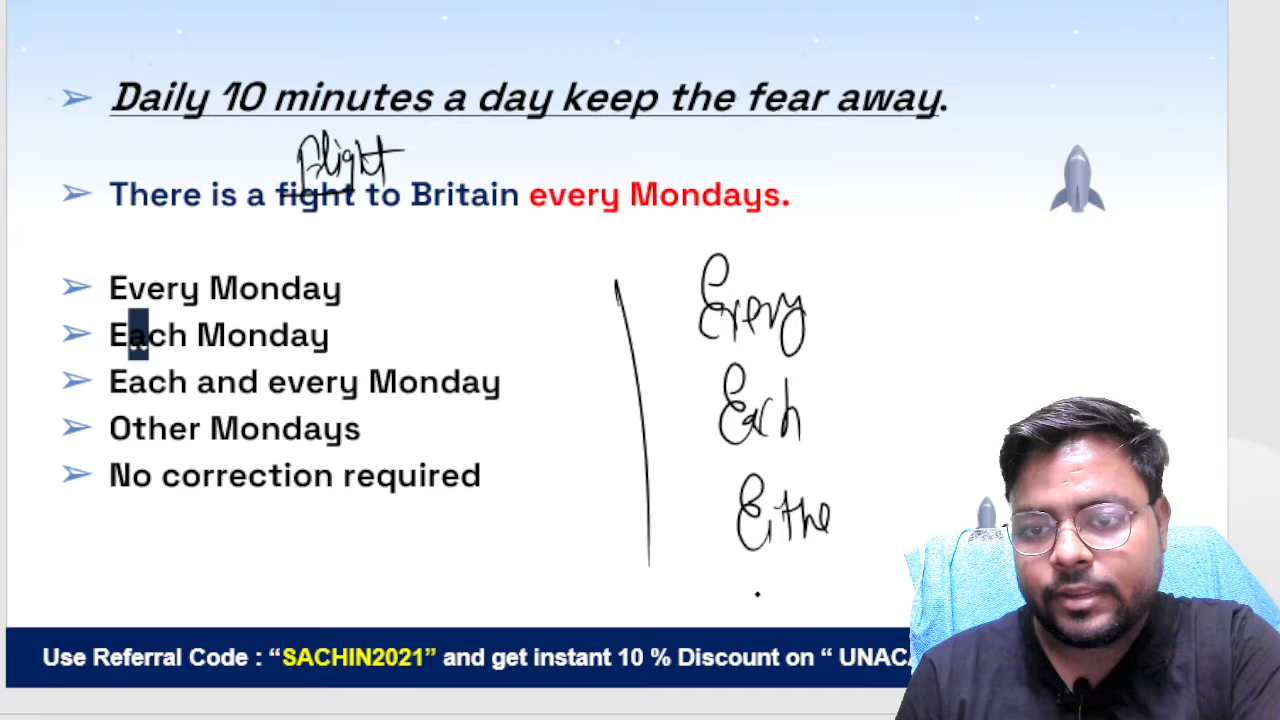 Daily 10 minutes a day keep the fear away.
Flight
There is a fight to Britain every Mondays.
Every Monday
Each Monday
Each and every Monday
Other Mondays
No correction required
Every
Each
Eithe
Use Referral Code : “SACHIN2021” and get instant 10 % Discount on “ UNACA